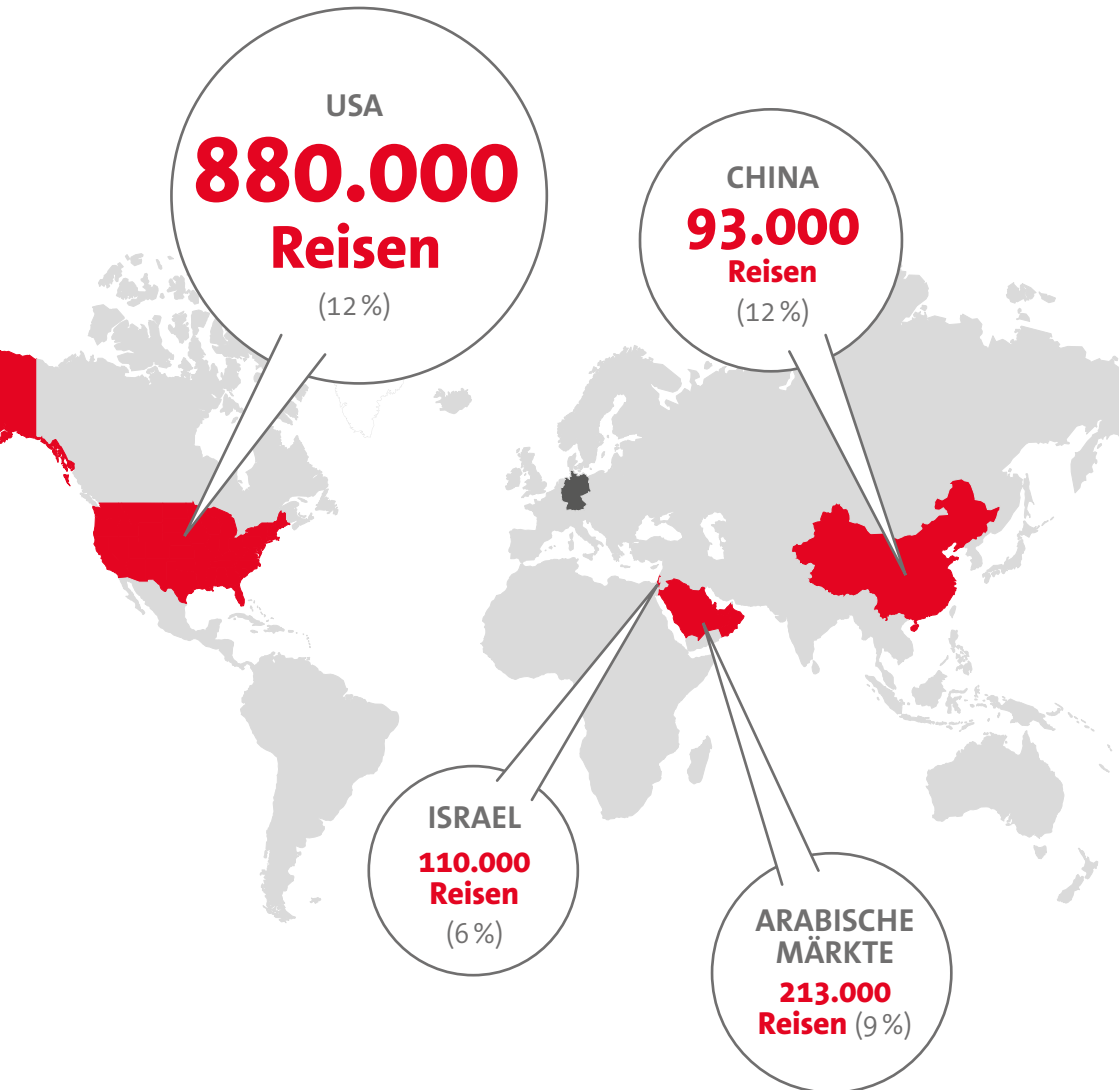 USA
880.000
Reisen
(12 %)
CHINA
93.000
Reisen
(12 %)
ISRAEL
110.000
Reisen
(6 %)
ARABISCHE
MÄRKTE
213.000
Reisen (9 %)